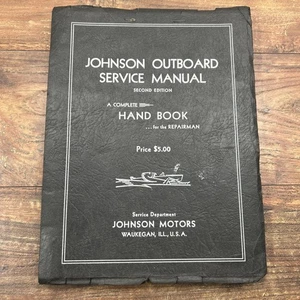 JOHNSON OUTBOARD
SERVICE MANUAL
SECOND EDITION
A COMPLETE
HAND BOOK
...for the REPAIRMAN
Price $5.00
Service Department
JOHNSON MOTORS
WAUKEGAN, ILL., U.S.A.